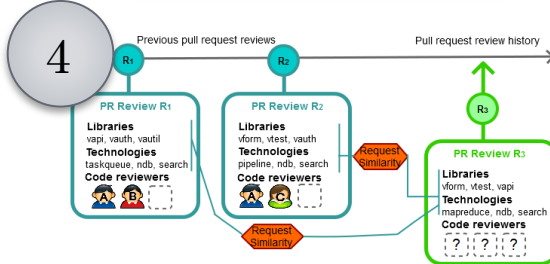 4
Previous pull request reviews
Pull request review history
R1
R2
R3
PR Review R1
Libraries
vapi, vauth, vautil
Technologies
taskqueue, ndb, search
Code reviewers
A B
PR Review R2
Libraries
vform, vtest, vauth
Technologies
pipeline, ndb, search
Code reviewers
A C
Request
Similarity
Request
Similarity
PR Review R3
Libraries
vform, vtest, vapi
Technologies
mapreduce, ndb, search
Code reviewers
? ? ?